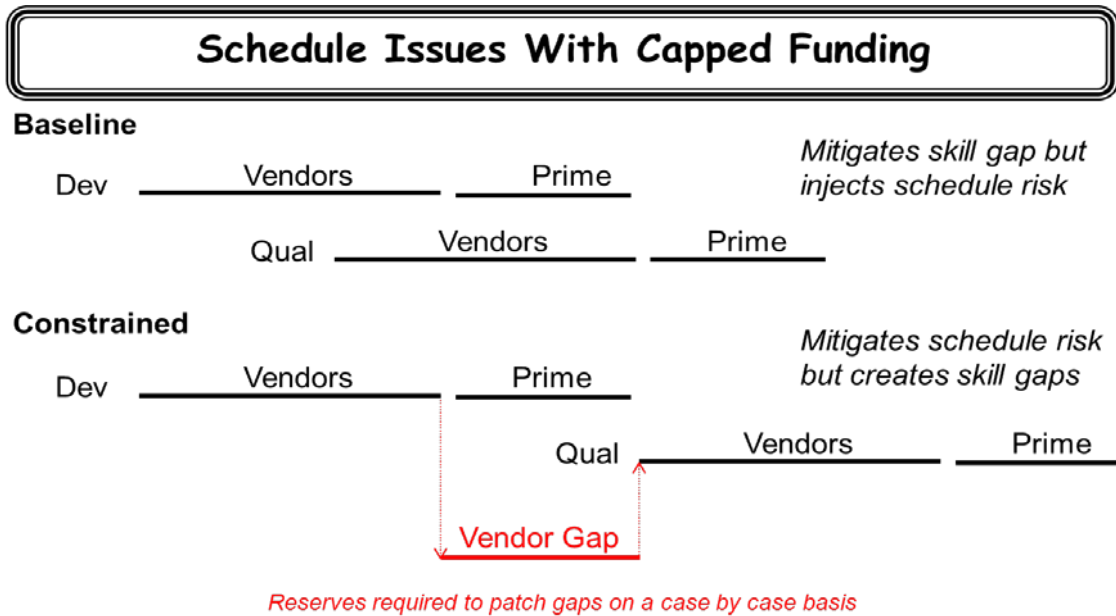 Schedule Issues With Capped Funding
Baseline
Dev Vendors Prime
Mitigates skill gap but
injects schedule risk
Qual Vendors Prime
Constrained
Dev Vendors Prime
Mitigates schedule risk
but creates skill gaps
Qual Vendors Prime
Vendor Gap
Reserves required to patch gaps on a case by case basis